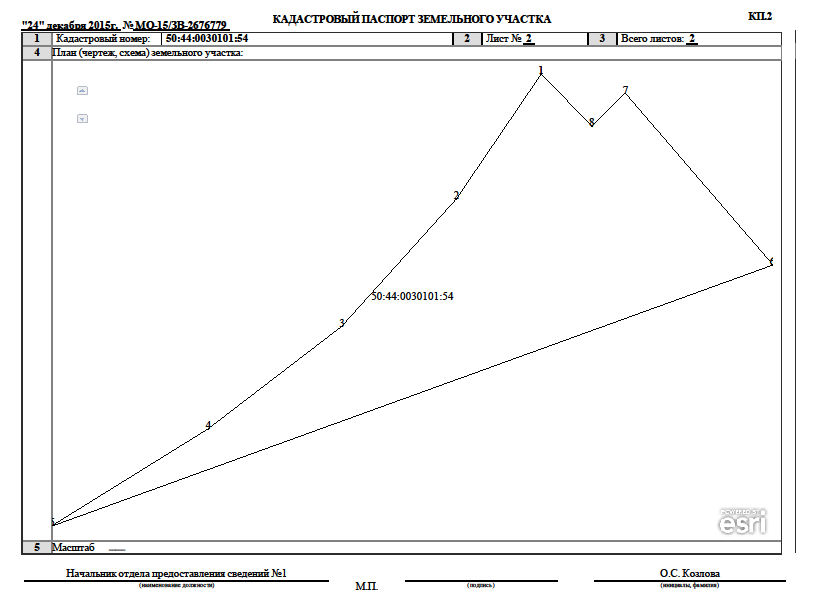 КП.2
"24" декабря 2015г. № МО-15/ЗВ-2676779 КАДАСТРОВЫЙ ПАСПОРТ ЗЕМЕЛЬНОГО УЧАСТКА
1 Кадастровый номер: 50:44:0030101:54 2 Лист № 2 3 Всего листов: 2
4 План (чертеж, схема) земельного участка:
1
7
8
2
50:44:0030101:54
3
4
POWERED BY
esri
5 Масштаб
Начальник отдела предоставления сведений №1 О.С. Козлова
(наименование должности) М.П. (подпись) (инициалы, фамилия)